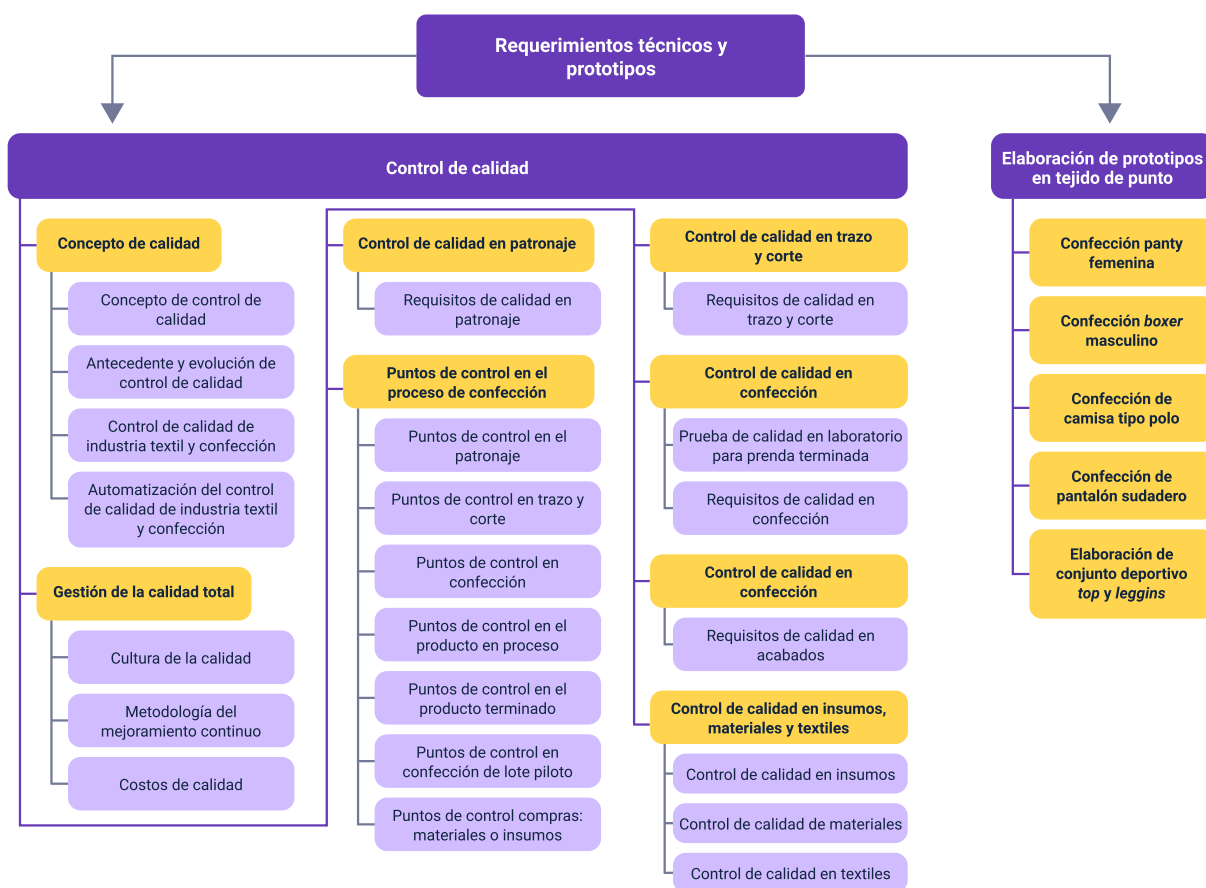 Requerimientos técnicos y
prototipos
Control de calidad
Concepto de calidad
Concepto de control de
calidad
Antecedente y evolución de
control de calidad
Control de calidad de
industria textil y confección
Automatización del control
de calidad de industria textil
y confección
Gestión de la calidad total
Cultura de la calidad
Metodología del
mejoramiento continuo
Costos de calidad
Control de calidad en patronaje
Requisitos de calidad en
patronaje
Puntos de control en el
proceso de confección
Puntos de control en el
patronaje
Puntos de control en trazo y
corte
Puntos de control en
confección
Puntos de control en el
producto en proceso
Puntos de control en el
producto terminado
Puntos de control en
confección de lote piloto
Puntos de control compras:
materiales o insumos
Control de calidad en trazo
y corte
Requisitos de calidad en
trazo y corte
Control de calidad en
confección
Prueba de calidad en laboratorio
para prenda terminada
Requisitos de calidad en
confección
Control de calidad en
confección
Requisitos de calidad en
acabados
Control de calidad en insumos,
materiales y textiles
Control de calidad en insumos
Control de calidad de materiales
Control de calidad en textiles
Elaboración de prototipos
en tejido de punto
Confección panty
femenina
Confección boxer
masculino
Confección de
camisa tipo polo
Confección de
pantalón sudadero
Elaboración de
conjunto deportivo
top y leggins